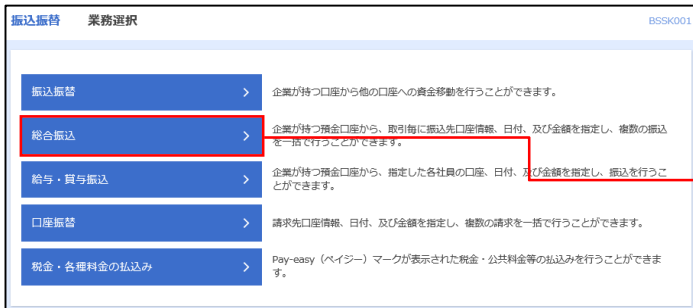 振込振替 業務選択 BSSK001
振込振替 企業が持つ口座から他の口座への資金移動を行うことができます。
総合振込 企業が持つ預金口座から、取引毎に振込先口座情報、日付、及び金額を指定し、複数の振込
を一括で行うことができます。
給与・賞与振込 企業が持つ預金口座から、指定した各社員の口座、日付、及び金額を指定し、振込を行うこ
とができます。
口座振替 請求先口座情報、日付、及び金額を指定し、複数の請求を一括で行うことができます。
税金・各種料金の払込み Pay-easy（ペイジー）マークが表示された税金・公共料金等の払込みを行うことができま
す。